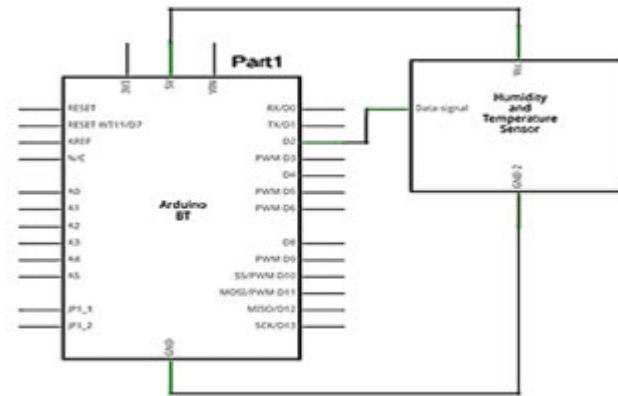 Part1
3V3
5V
VIN
RESET
RESET WT11/D7
AREF
N/C
A0
A1
A2
A3
A4
A5
JP1_1
JP1_2
Arduino
BT
RX/D0
TX/D1
D2
PWM D3
D4
PWM D5
PWM D6
D8
PWM D9
SS/PWM D10
MOSI/PWM D11
MISO/D12
SCK/D13
GND
Data-signal
Humidity
and
Temperature
Sensor
GND 2